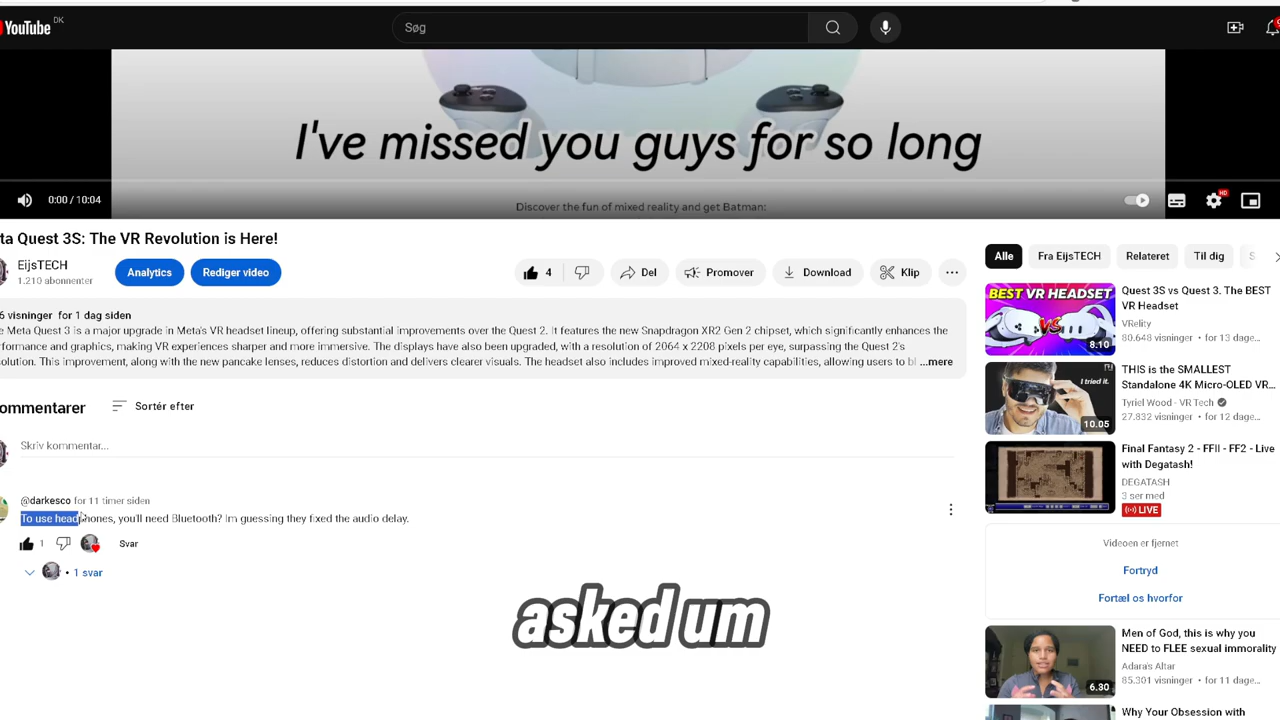 YouTube DK
Søg
I've missed you guys for so long
0:00 / 10:04
HD
Discover the fun of mixed reality and get Batman:
ta Quest 3S: The VR Revolution is Here!
EijsTECH
1.210 abonnenter
Analytics
Rediger video
4
Del
Promover
Download
Klip
6 visninger for 1 dag siden
e Meta Quest 3 is a major upgrade in Meta's VR headset lineup, offering substantial improvements over the Quest 2. It features the new Snapdragon XR2 Gen 2 chipset, which significantly enhances the
rformance and graphics, making VR experiences sharper and more immersive. The displays have also been upgraded, with a resolution of 2064 x 2208 pixels per eye, surpassing the Quest 2's
solution. This improvement, along with the new pancake lenses, reduces distortion and delivers clearer visuals. The headset also includes improved mixed-reality capabilities, allowing users to bl ...mere
ommentarer
Sortér efter
Skriv kommentar...
@darkesco for 11 timer siden
To use headphones, you'll need Bluetooth? Im guessing they fixed the audio delay.
1
Svar
• 1 svar
asked um
Alle
Fra EijsTECH
Relateret
Til dig
S
BEST VR HEADSET
VS
8:10
Quest 3S vs Quest 3. The BEST
VR Headset
VRelity
80.648 visninger • for 13 dage...
I tried it.
10.05
THIS is the SMALLEST
Standalone 4K Micro-OLED VR...
Tyriel Wood - VR Tech
27.832 visninger • for 12 dage...
Final Fantasy 2 - FFII - FF2 - Live
with Degatash!
DEGATASH
3 ser med
LIVE
Videoen er fjernet
Fortryd
Fortæl os hvorfor
6.30
Men of God, this is why you
NEED to FLEE sexual immorality
Adara's Altar
85.301 visninger • for 11 dage...
Why Your Obsession with